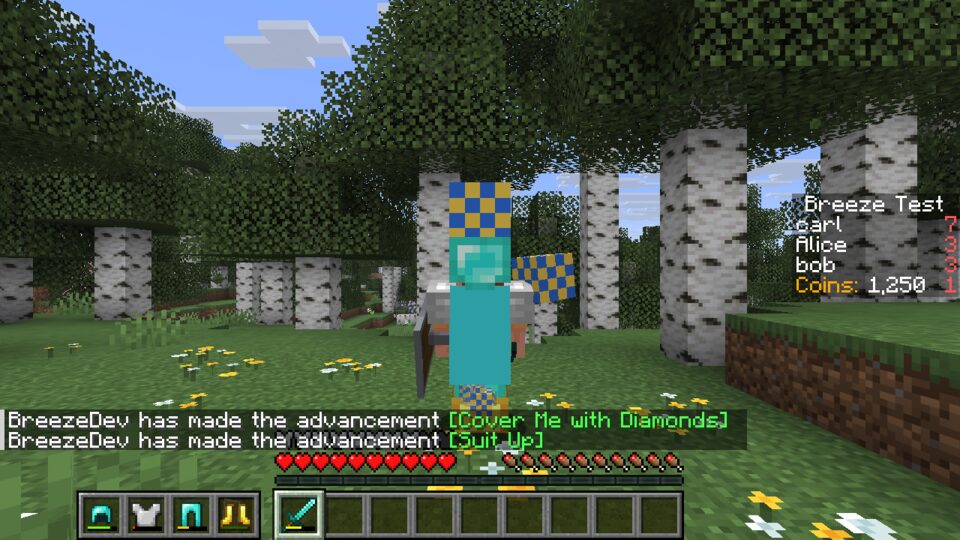 Breeze Test
carl 7
Alice 3
bob 3
Coins: 1,250 1
BreezeDev has made the advancement [Cover Me with Diamonds]
BreezeDev has made the advancement [Suit Up]